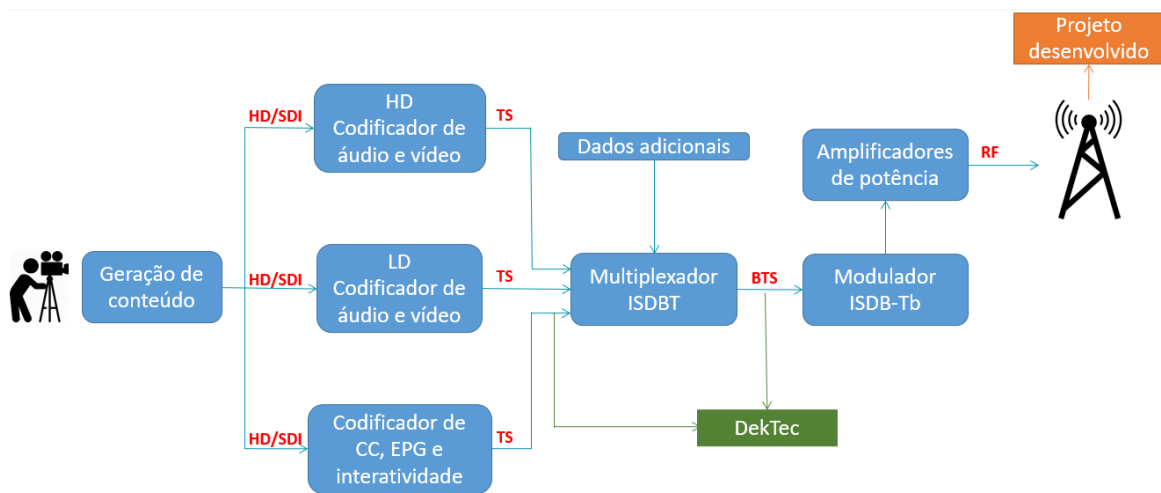 Projeto
desenvolvido
HD/SDI
HD
Codificador de
áudio e vídeo
TS
Dados adicionais
Amplificadores
de potência
RF
Geração de
conteúdo
HD/SDI
LD
Codificador de
áudio e vídeo
TS
Multiplexador
ISDBT
BTS
Modulador
ISDB-Tb
HD/SDI
Codificador de
CC, EPG e
interatividade
TS
DekTec